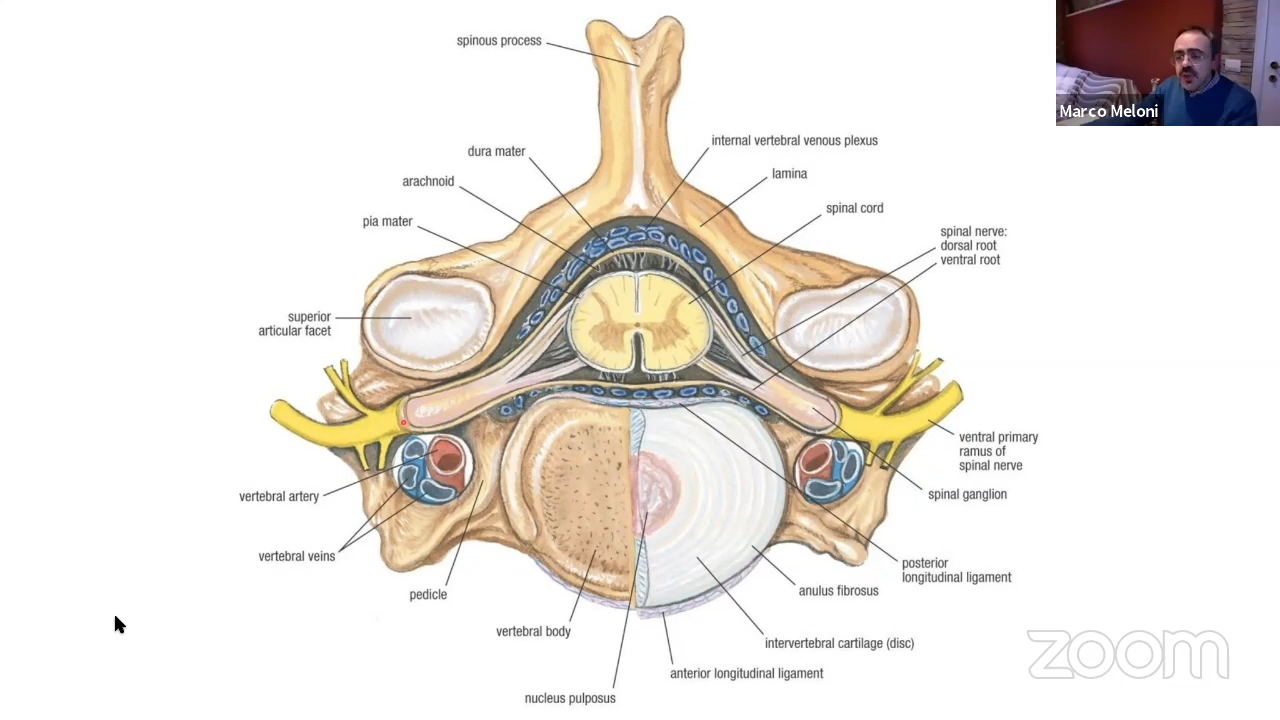 spinous process
Marco Meloni
internal vertebral venous plexus
dura mater
lamina
arachnoid
spinal cord
pia mater
spinal nerve:
dorsal root
ventral root
superior
articular facet
ventral primary
ramus of
spinal nerve
vertebral artery
spinal ganglion
vertebral veins
posterior
longitudinal ligament
pedicle
anulus fibrosus
vertebral body
intervertebral cartilage (disc)
anterior longitudinal ligament
nucleus pulposus
zoom